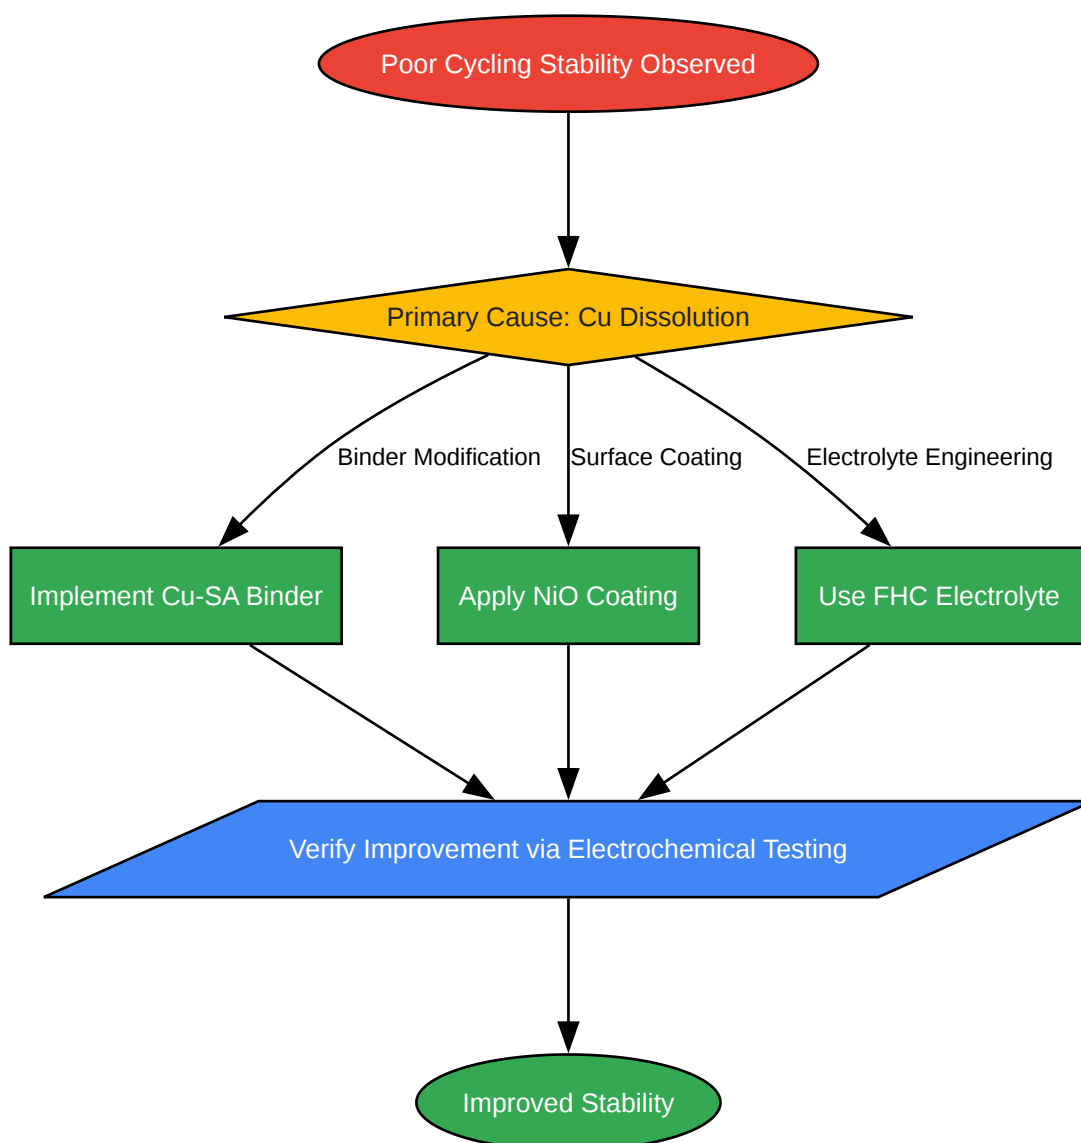 Poor Cycling Stability Observed
Primary Cause: Cu Dissolution
Binder Modification
Surface Coating
Electrolyte Engineering
Implement Cu-SA Binder
Apply NiO Coating
Use FHC Electrolyte
Verify Improvement via Electrochemical Testing
Improved Stability